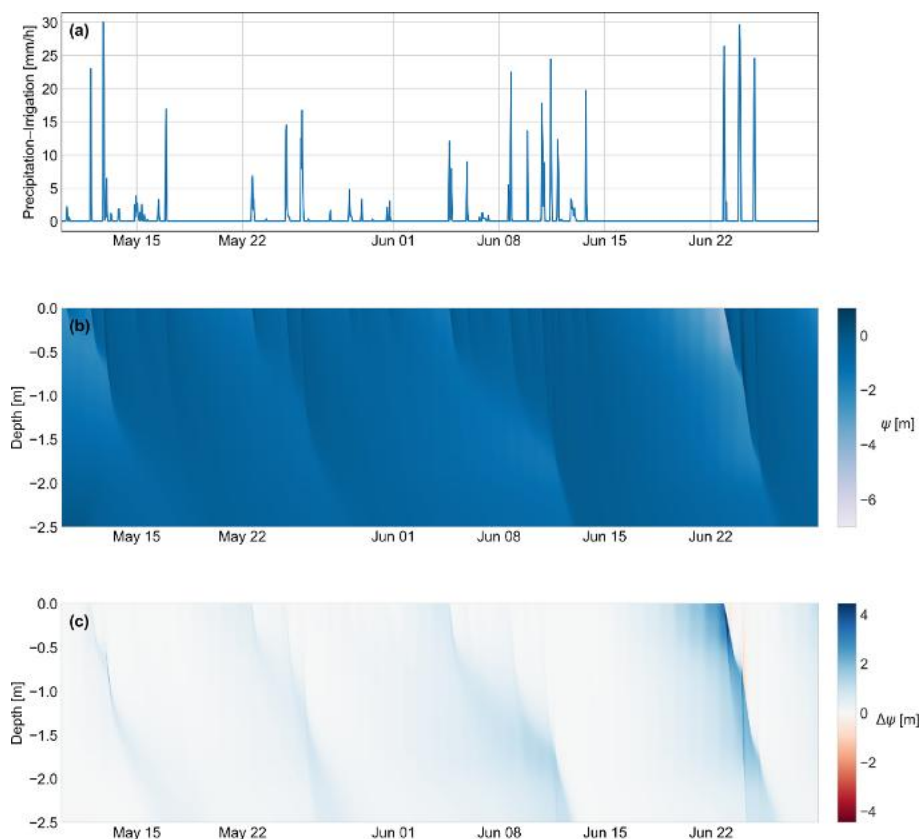 (a)
Precipitation–Irrigation [mm/h]
30
25
20
15
10
5
0
May 15 May 22 Jun 01 Jun 08 Jun 15 Jun 22
(b)
Depth [m]
0.0
−0.5
−1.0
−1.5
−2.0
−2.5
May 15 May 22 Jun 01 Jun 08 Jun 15 Jun 22
0
−2
−4
−6
ψ [m]
(c)
Depth [m]
0.0
−0.5
−1.0
−1.5
−2.0
−2.5
May 15 May 22 Jun 01 Jun 08 Jun 15 Jun 22
4
2
0
−2
−4
Δψ [m]